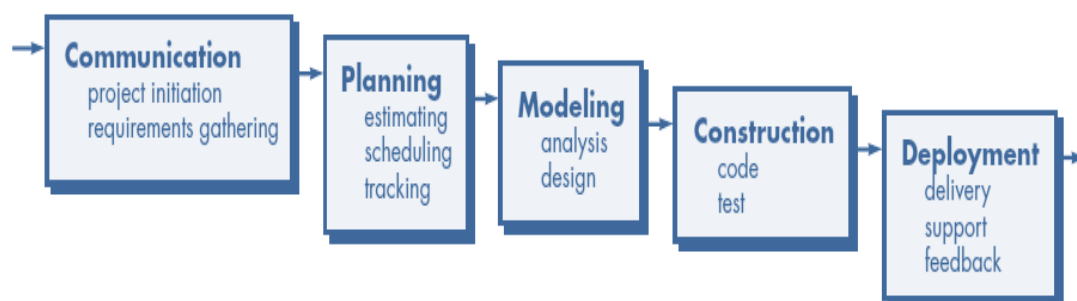 Communication
project initiation
requirements gathering
Planning
estimating
scheduling
tracking
Modeling
analysis
design
Construction
code
test
Deployment
delivery
support
feedback